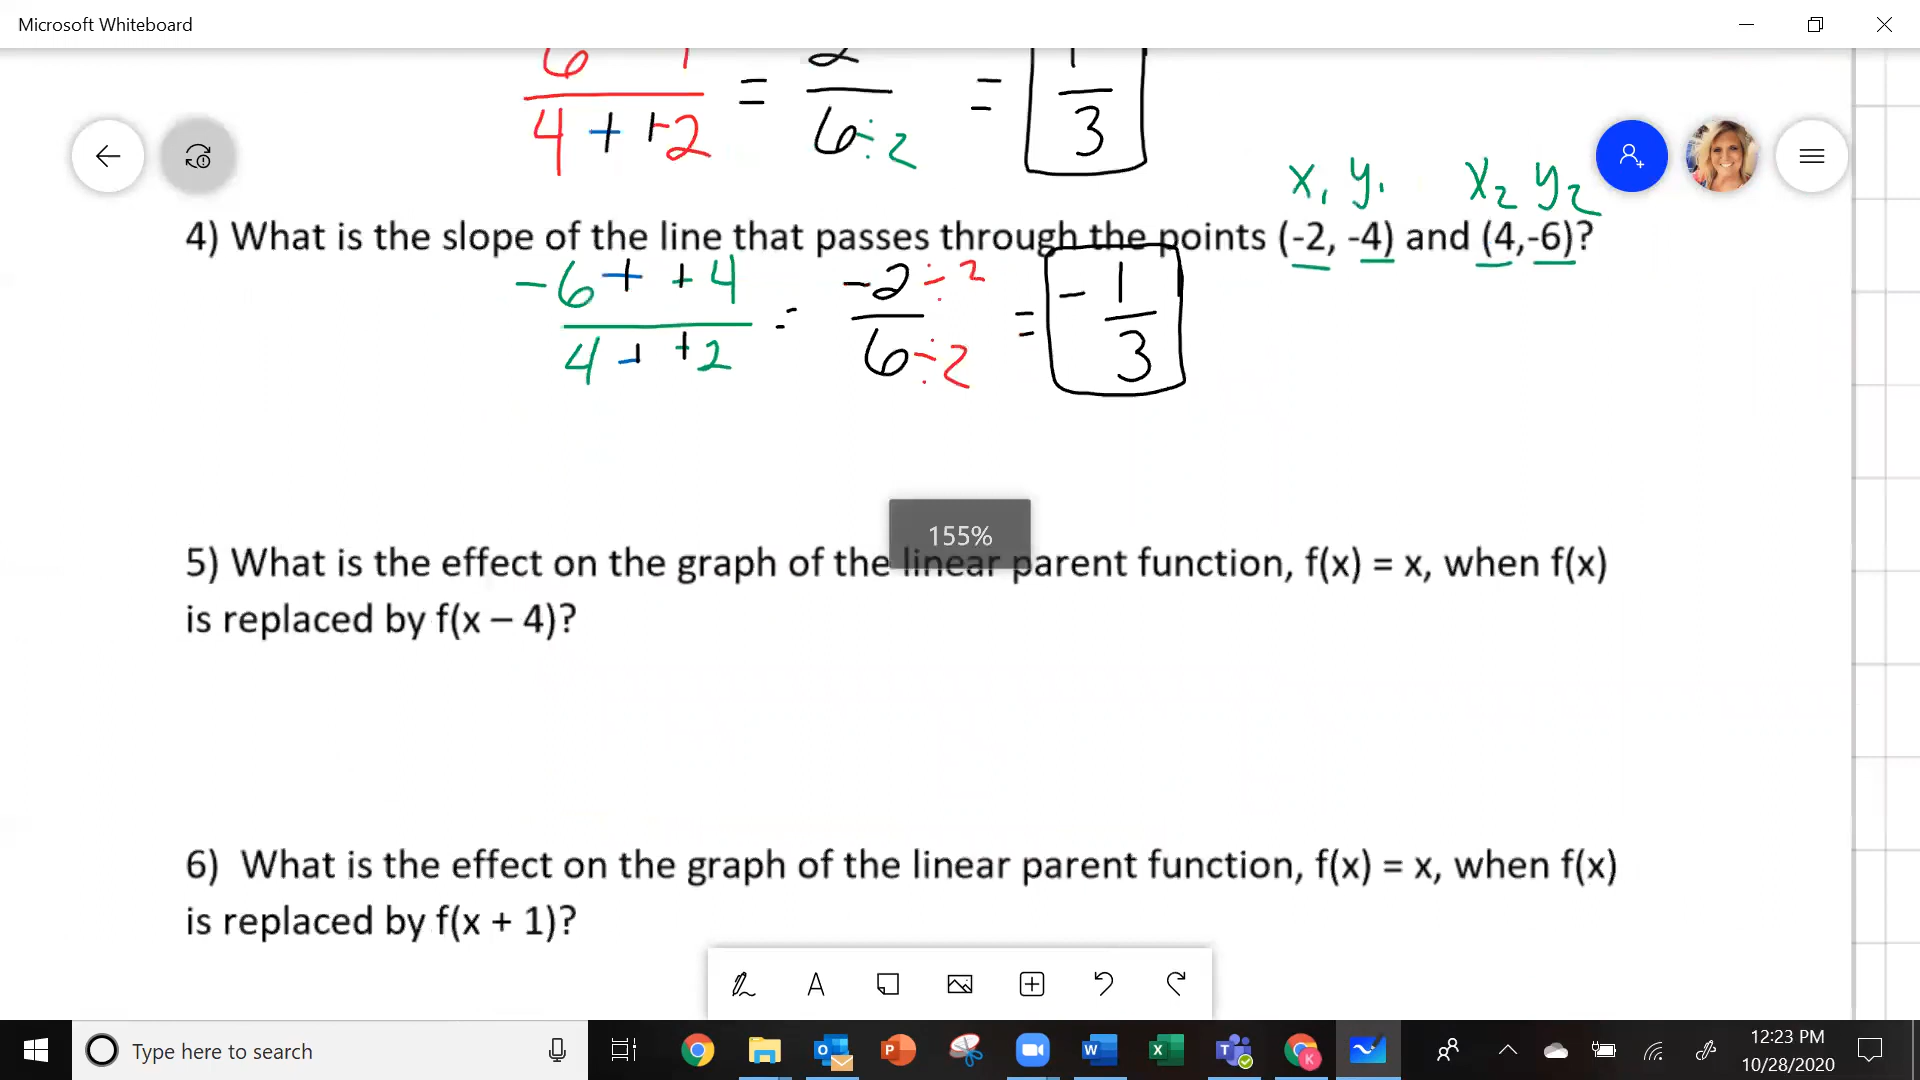 Microsoft Whiteboard
4 + +2 = 6 ÷ 2 = 3
x₁ y₁ x₂ y₂
4) What is the slope of the line that passes through the points (-2, -4) and (4,-6)?
-6 + +4 = -2 ÷ 2 = - 1
4 + +2 6 ÷ 2 3
155%
5) What is the effect on the graph of the linear parent function, f(x) = x, when f(x)
is replaced by f(x – 4)?
6) What is the effect on the graph of the linear parent function, f(x) = x, when f(x)
is replaced by f(x + 1)?
Type here to search
12:23 PM
10/28/2020